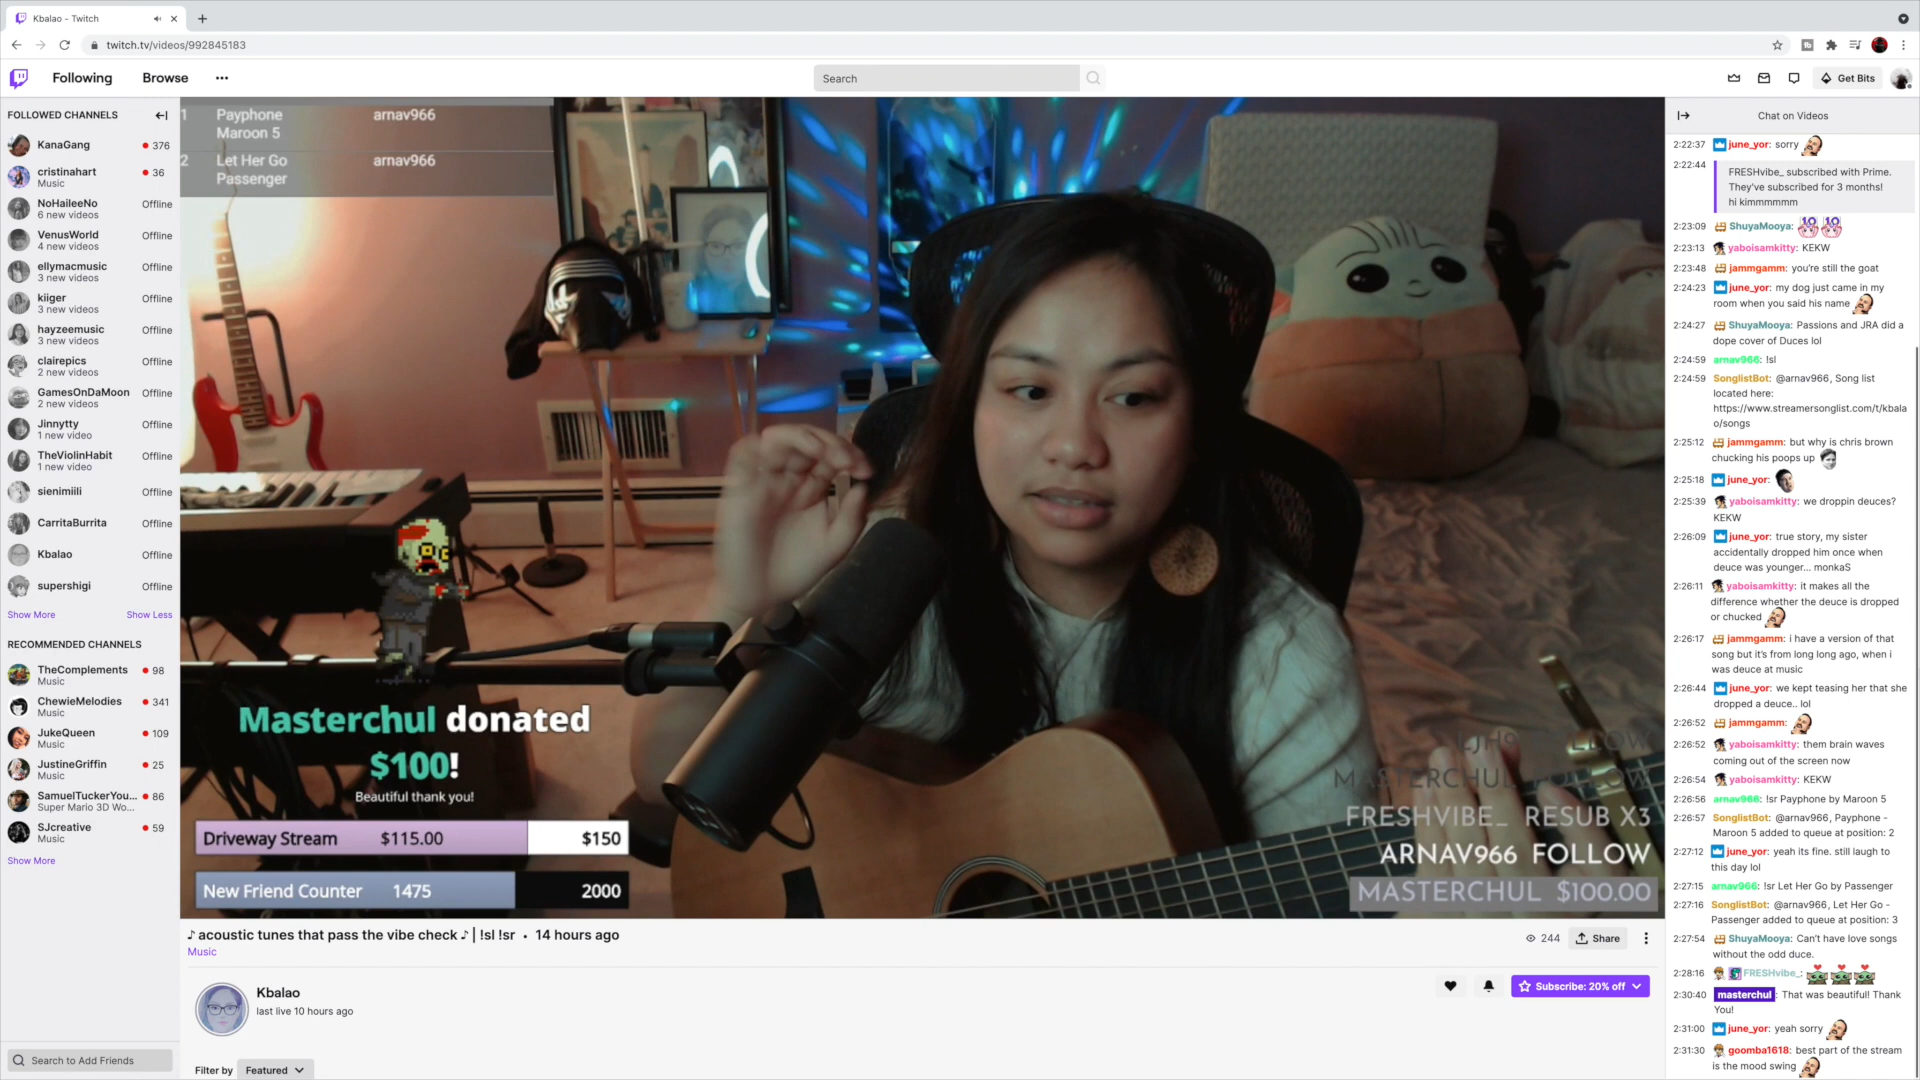 Kbalao - Twitch
twitch.tv/videos/992845183
Following
Browse
Search
Get Bits
FOLLOWED CHANNELS
KanaGang
376
cristinahart
36
Music
NoHaileeNo
Offline
6 new videos
VenusWorld
Offline
4 new videos
ellymacmusic
Offline
3 new videos
kiiger
Offline
3 new videos
hayzeemusic
Offline
3 new videos
clairepics
Offline
2 new videos
GamesOnDaMoon
Offline
2 new videos
Jinnytty
Offline
1 new video
TheViolinHabit
Offline
1 new video
sienimiili
Offline
CarritaBurrita
Offline
Kbalao
Offline
supershigi
Offline
Show More
Show Less
RECOMMENDED CHANNELS
TheComplements
98
Music
ChewieMelodies
341
Music
JukeQueen
109
Music
JustineGriffin
25
Music
SamuelTuckerYou...
86
Super Mario 3D Wo...
SJcreative
59
Music
Show More
Search to Add Friends
1 Payphone arnav966
Maroon 5
2 Let Her Go arnav966
Passenger
Masterchul donated
$100!
Beautiful thank you!
Driveway Stream $115.00 $150
New Friend Counter 1475 2000
MASTERCHUL FOLLOW
FRESHVIBE_ RESUB X3
ARNAV966 FOLLOW
MASTERCHUL $100.00
♪ acoustic tunes that pass the vibe check ♪ | !sl !sr • 14 hours ago
Music
244
Share
Kbalao
last live 10 hours ago
Subscribe: 20% off
Filter by Featured
Chat on Videos
2:22:37 june_yor: sorry
2:22:44 FRESHvibe_ subscribed with Prime.
They've subscribed for 3 months!
hi kimmmmmm
2:23:09 ShuyaMooya:
2:23:13 yaboisamkitty: KEKW
2:23:48 jammgamm: you're still the goat
2:24:23 june_yor: my dog just came in my
room when you said his name
2:24:27 ShuyaMooya: Passions and JRA did a
dope cover of Duces lol
2:24:59 arnav966: !sl
2:24:59 SonglistBot: @arnav966, Song list
located here:
https://www.streamersonglist.com/t/kbala
o/songs
2:25:12 jammgamm: but why is chris brown
chucking his poops up
2:25:18 june_yor:
2:25:39 yaboisamkitty: we droppin deuces?
KEKW
2:26:09 june_yor: true story, my sister
accidentally dropped him once when
deuce was younger... monkaS
2:26:11 yaboisamkitty: it makes all the
difference whether the deuce is dropped
or chucked
2:26:17 jammgamm: i have a version of that
song but it's from long long ago, when i
was deuce at music
2:26:44 june_yor: we kept teasing her that she
dropped a deuce.. lol
2:26:52 jammgamm:
2:26:52 yaboisamkitty: them brain waves
coming out of the screen now
2:26:54 yaboisamkitty: KEKW
2:26:56 arnav966: !sr Payphone by Maroon 5
2:26:57 SonglistBot: @arnav966, Payphone -
Maroon 5 added to queue at position: 2
2:27:12 june_yor: yeah its fine. still laugh to
this day lol
2:27:15 arnav966: !sr Let Her Go by Passenger
2:27:16 SonglistBot: @arnav966, Let Her Go -
Passenger added to queue at position: 3
2:27:54 ShuyaMooya: Can't have love songs
without the odd duce.
2:28:16 FRESHvibe_:
2:30:40 masterchul: That was beautiful! Thank
You!
2:31:00 june_yor: yeah sorry
2:31:30 goomba1618: best part of the stream
is the mood swing